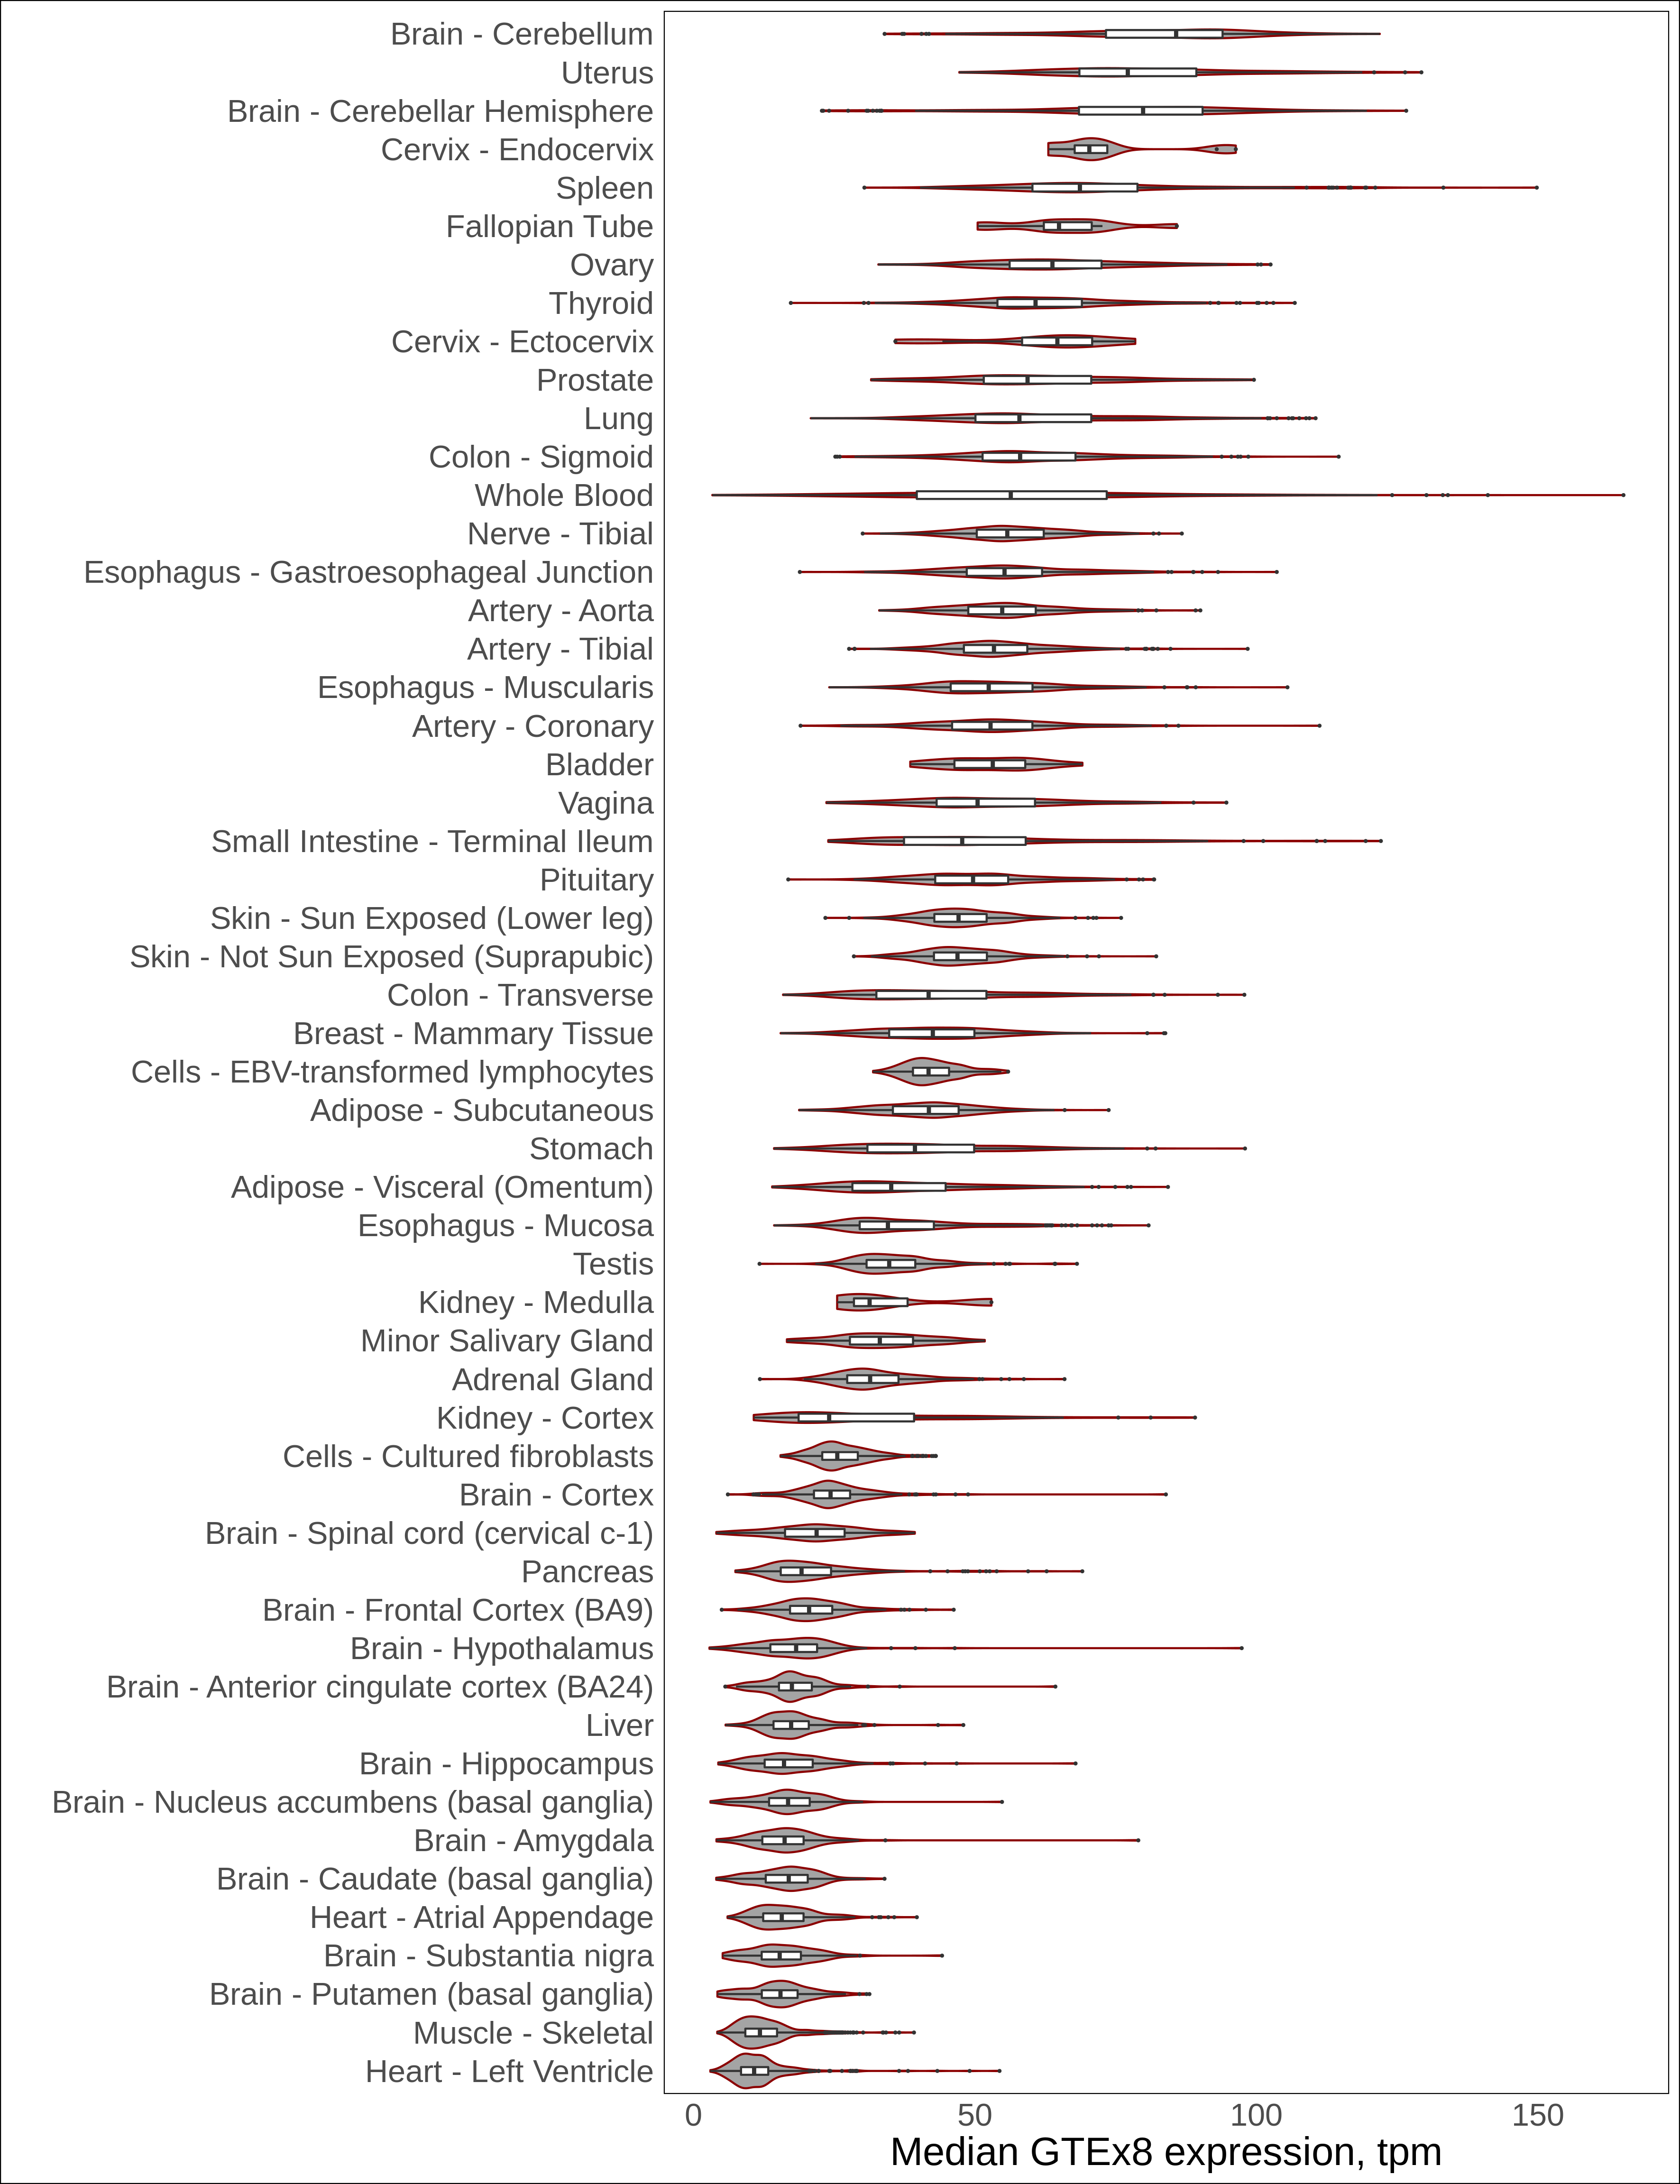 Brain - Cerebellum
Uterus
Brain - Cerebellar Hemisphere
Cervix - Endocervix
Spleen
Fallopian Tube
Ovary
Thyroid
Cervix - Ectocervix
Prostate
Lung
Colon - Sigmoid
Whole Blood
Nerve - Tibial
Esophagus - Gastroesophageal Junction
Artery - Aorta
Artery - Tibial
Esophagus - Muscularis
Artery - Coronary
Bladder
Vagina
Small Intestine - Terminal Ileum
Pituitary
Skin - Sun Exposed (Lower leg)
Skin - Not Sun Exposed (Suprapubic)
Colon - Transverse
Breast - Mammary Tissue
Cells - EBV-transformed lymphocytes
Adipose - Subcutaneous
Stomach
Adipose - Visceral (Omentum)
Esophagus - Mucosa
Testis
Kidney - Medulla
Minor Salivary Gland
Adrenal Gland
Kidney - Cortex
Cells - Cultured fibroblasts
Brain - Cortex
Brain - Spinal cord (cervical c-1)
Pancreas
Brain - Frontal Cortex (BA9)
Brain - Hypothalamus
Brain - Anterior cingulate cortex (BA24)
Liver
Brain - Hippocampus
Brain - Nucleus accumbens (basal ganglia)
Brain - Amygdala
Brain - Caudate (basal ganglia)
Heart - Atrial Appendage
Brain - Substantia nigra
Brain - Putamen (basal ganglia)
Muscle - Skeletal
Heart - Left Ventricle
0 50 100 150
Median GTEx8 expression, tpm